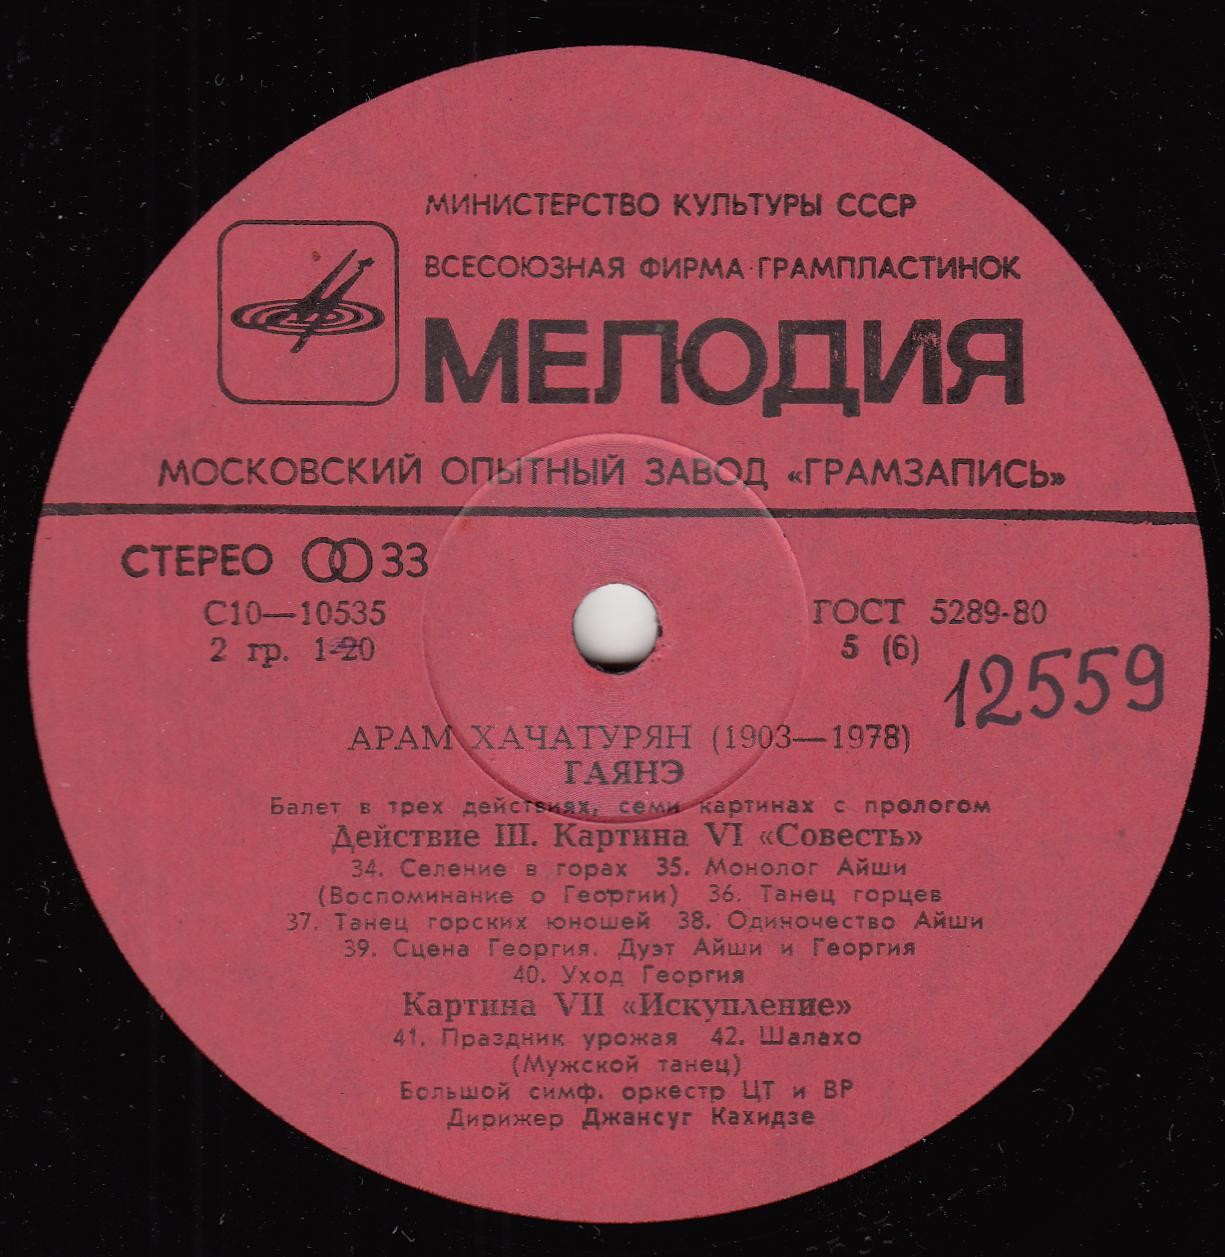 МИНИСТЕРСТВО КУЛЬТУРЫ СССР
ВСЕСОЮЗНАЯ ФИРМА ГРАМПЛАСТИНОК
МЕЛОДИЯ
МОСКОВСКИЙ ОПЫТНЫЙ ЗАВОД «ГРАМЗАПИСЬ»
СТЕРЕО 33
С10—10535
2 гр. 1-20
ГОСТ 5289-80
5 (6)
12559
АРАМ ХАЧАТУРЯН (1903—1978)
ГАЯНЭ
Балет в трех действиях, семи картинах с прологом
Действие III. Картина VI «Совесть»
34. Селение в горах 35. Монолог Айши
(Воспоминание о Георгии) 36. Танец горцев
37. Танец горских юношей 38. Одиночество Айши
39. Сцена Георгия. Дуэт Айши и Георгия
40. Уход Георгия
Картина VII «Искупление»
41. Праздник урожая 42. Шалахо
(Мужской танец)
Большой симф. оркестр ЦТ и ВР
Дирижер Джансуг Кахидзе